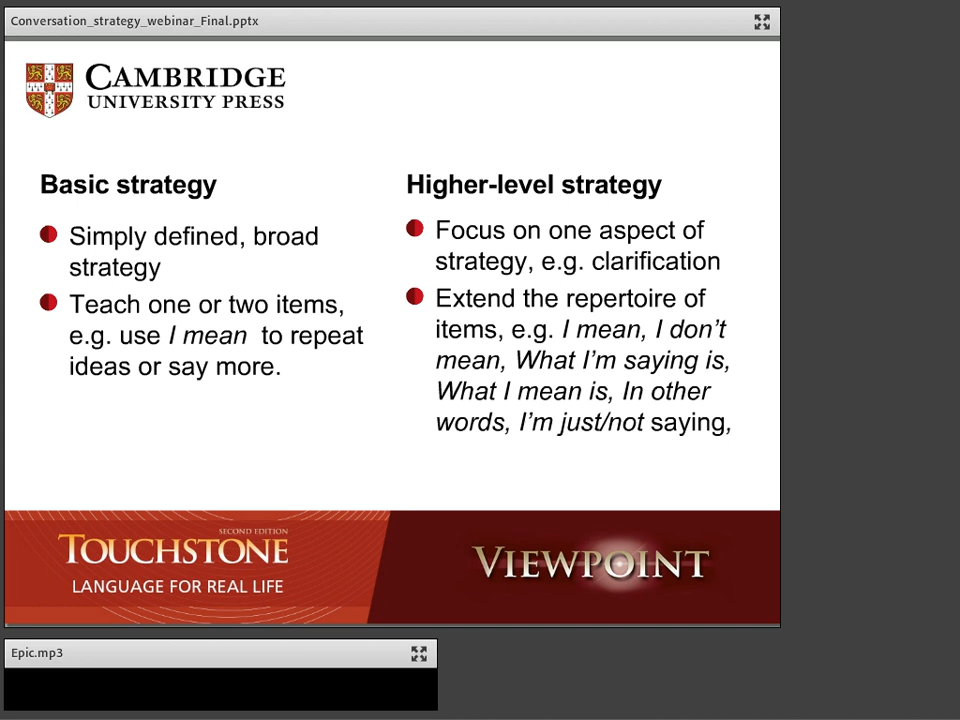 Conversation_strategy_webinar_Final.pptx
CAMBRIDGE
UNIVERSITY PRESS
Basic strategy
Simply defined, broad
strategy
Teach one or two items,
e.g. use I mean to repeat
ideas or say more.
Higher-level strategy
Focus on one aspect of
strategy, e.g. clarification
Extend the repertoire of
items, e.g. I mean, I don't
mean, What I'm saying is,
What I mean is, In other
words, I'm just/not saying,
SECOND EDITION
TOUCHSTONE
LANGUAGE FOR REAL LIFE
VIEWPOINT
Epic.mp3